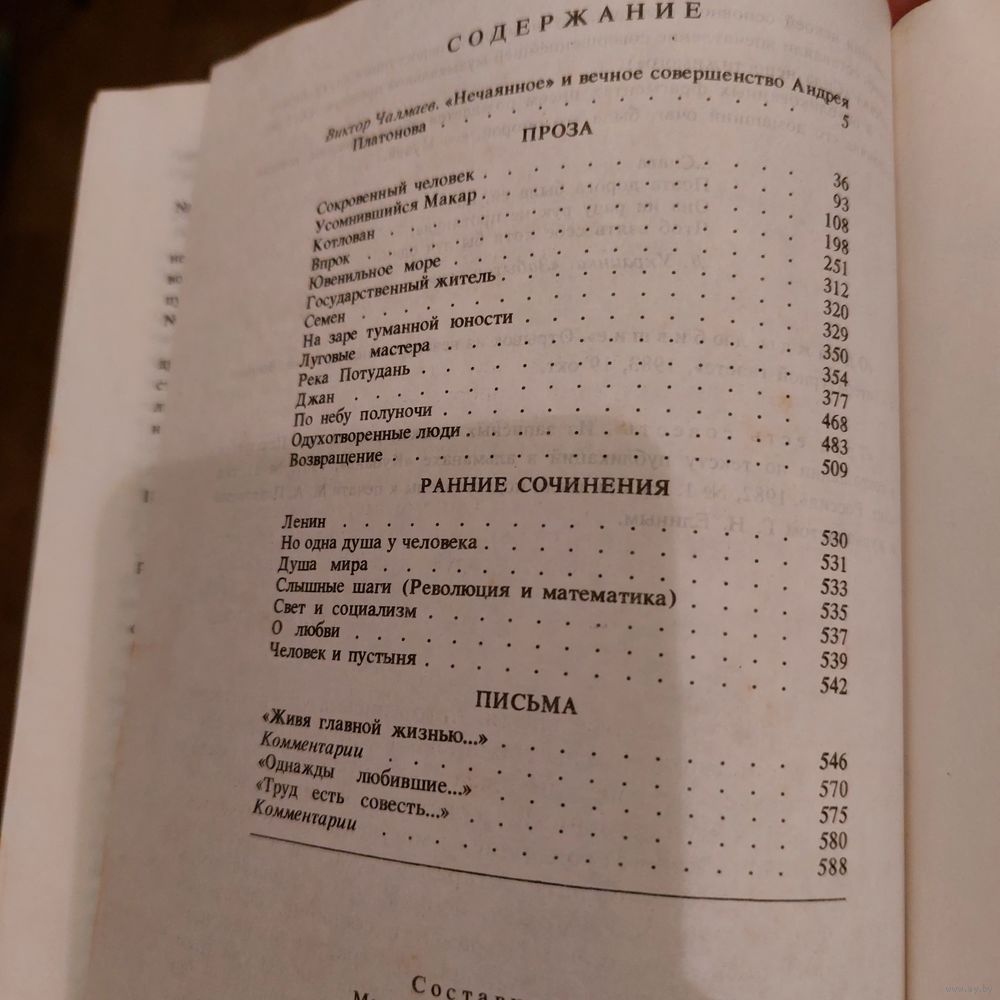 СОДЕРЖАНИЕ
Виктор Чалмаев. «Нечаянное» и вечное совершенство Андрея
Платонова . . . . . . . . . . . . . . . 5
ПРОЗА
Сокровенный человек . . . . . . . . . . . . 36
Усомнившийся Макар . . . . . . . . . . . . 93
Котлован . . . . . . . . . . . . . . . 108
Впрок . . . . . . . . . . . . . . . . 198
Ювенильное море . . . . . . . . . . . . . 251
Государственный житель . . . . . . . . . . . 312
Семен . . . . . . . . . . . . . . . . 320
На заре туманной юности . . . . . . . . . . 329
Луговые мастера . . . . . . . . . . . . . 350
Река Потудань . . . . . . . . . . . . . . 354
Джан . . . . . . . . . . . . . . . . 377
По небу полуночи . . . . . . . . . . . . . 468
Одухотворенные люди . . . . . . . . . . . . 483
Возвращение . . . . . . . . . . . . . . 509
РАННИЕ СОЧИНЕНИЯ
Ленин . . . . . . . . . . . . . . . . 530
Но одна душа у человека . . . . . . . . . . . 531
Душа мира . . . . . . . . . . . . . . . 533
Слышные шаги (Революция и математика) . . . . . 535
Свет и социализм . . . . . . . . . . . . . 537
О любви . . . . . . . . . . . . . . . 539
Человек и пустыня . . . . . . . . . . . . . 542
ПИСЬМА
«Живя главной жизнью...» . . . . . . . . . . 546
Комментарии . . . . . . . . . . . . . . 570
«Однажды любившие...» . . . . . . . . . . . 575
«Труд есть совесть...» . . . . . . . . . . . . 580
Комментарии . . . . . . . . . . . . . . 588
www.ay.by